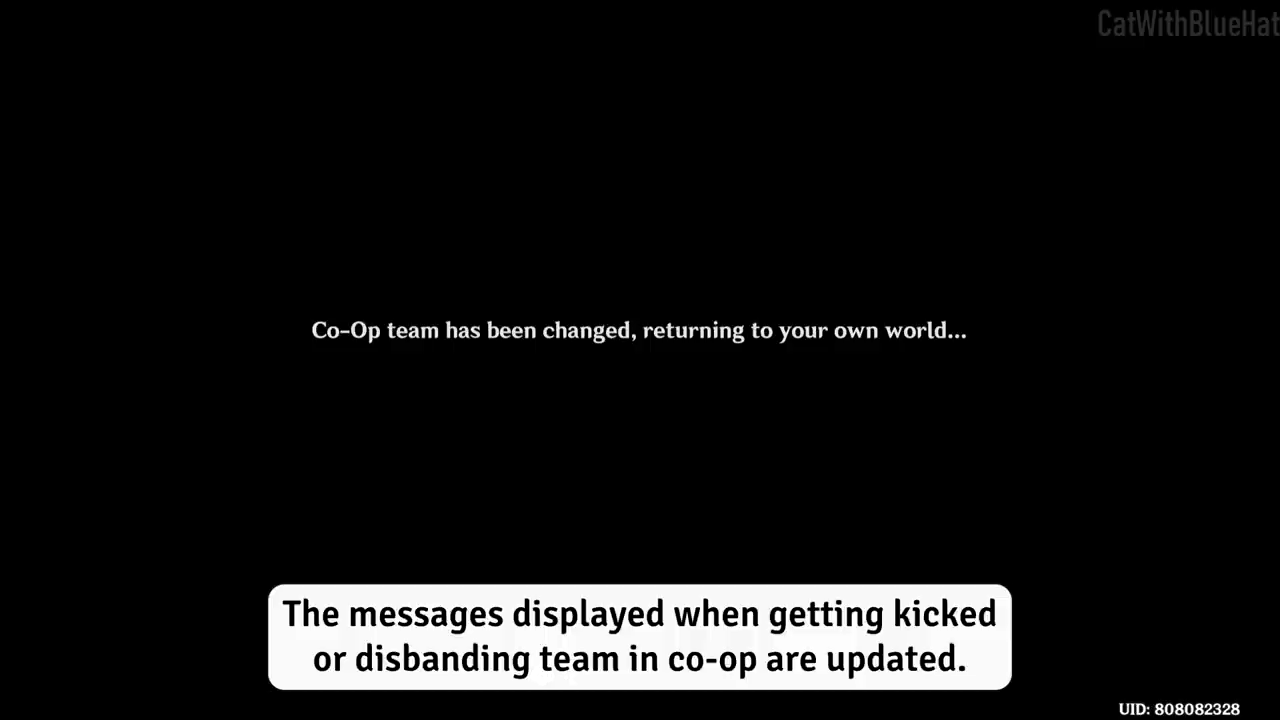 CatWithBlueHat
Co-Op team has been changed, returning to your own world...
The messages displayed when getting kicked
or disbanding team in co-op are updated.
UID: 808082328